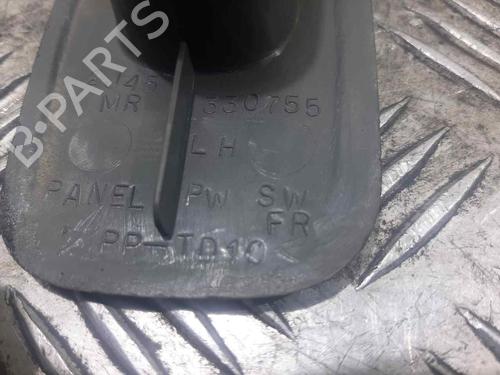 B-PARTS
MR 330755
LH
PANEL PW SW
FR
PP-TD10